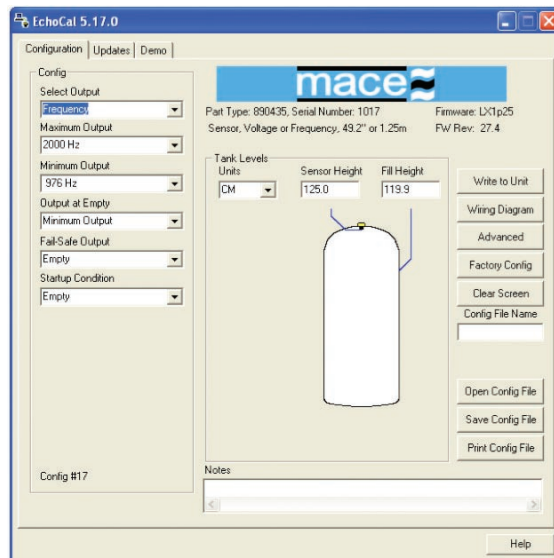 EchoCal 5.17.0
Configuration Updates Demo
Config
Select Output
Frequency
Maximum Output
2000 Hz
Minimum Output
976 Hz
Output at Empty
Minimum Output
Fail-Safe Output
Empty
Startup Condition
Empty
Config #17
mace
Part Type: 890435, Serial Number: 1017 Firmware: LX1p25
Sensor, Voltage or Frequency, 49.2" or 1.25m FW Rev: 27.4
Tank Levels
Units Sensor Height Fill Height
CM 125.0 119.9
Write to Unit
Wiring Diagram
Advanced
Factory Config
Clear Screen
Config File Name
Open Config File
Save Config File
Print Config File
Notes
Help